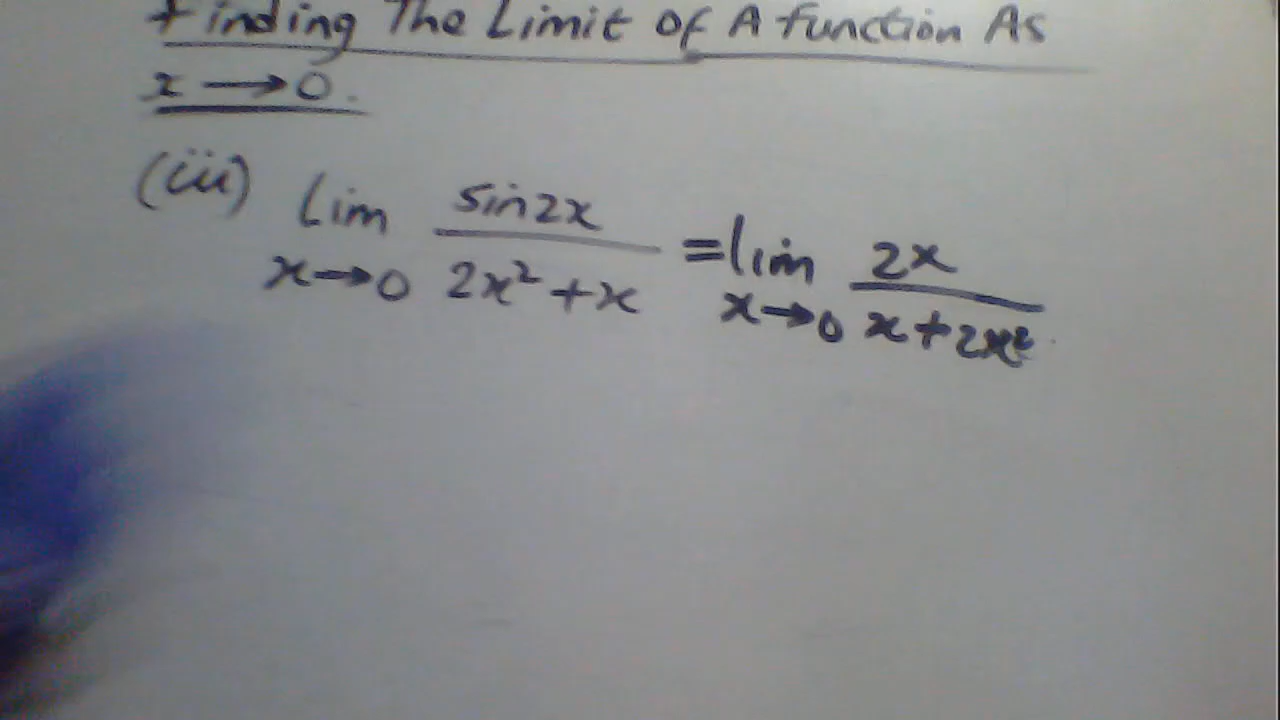 Finding The Limit Of A function As
x → 0.
(iii) Lim x→0 sin2x / 2x² + x = lim x→0 2x / x + 2x²